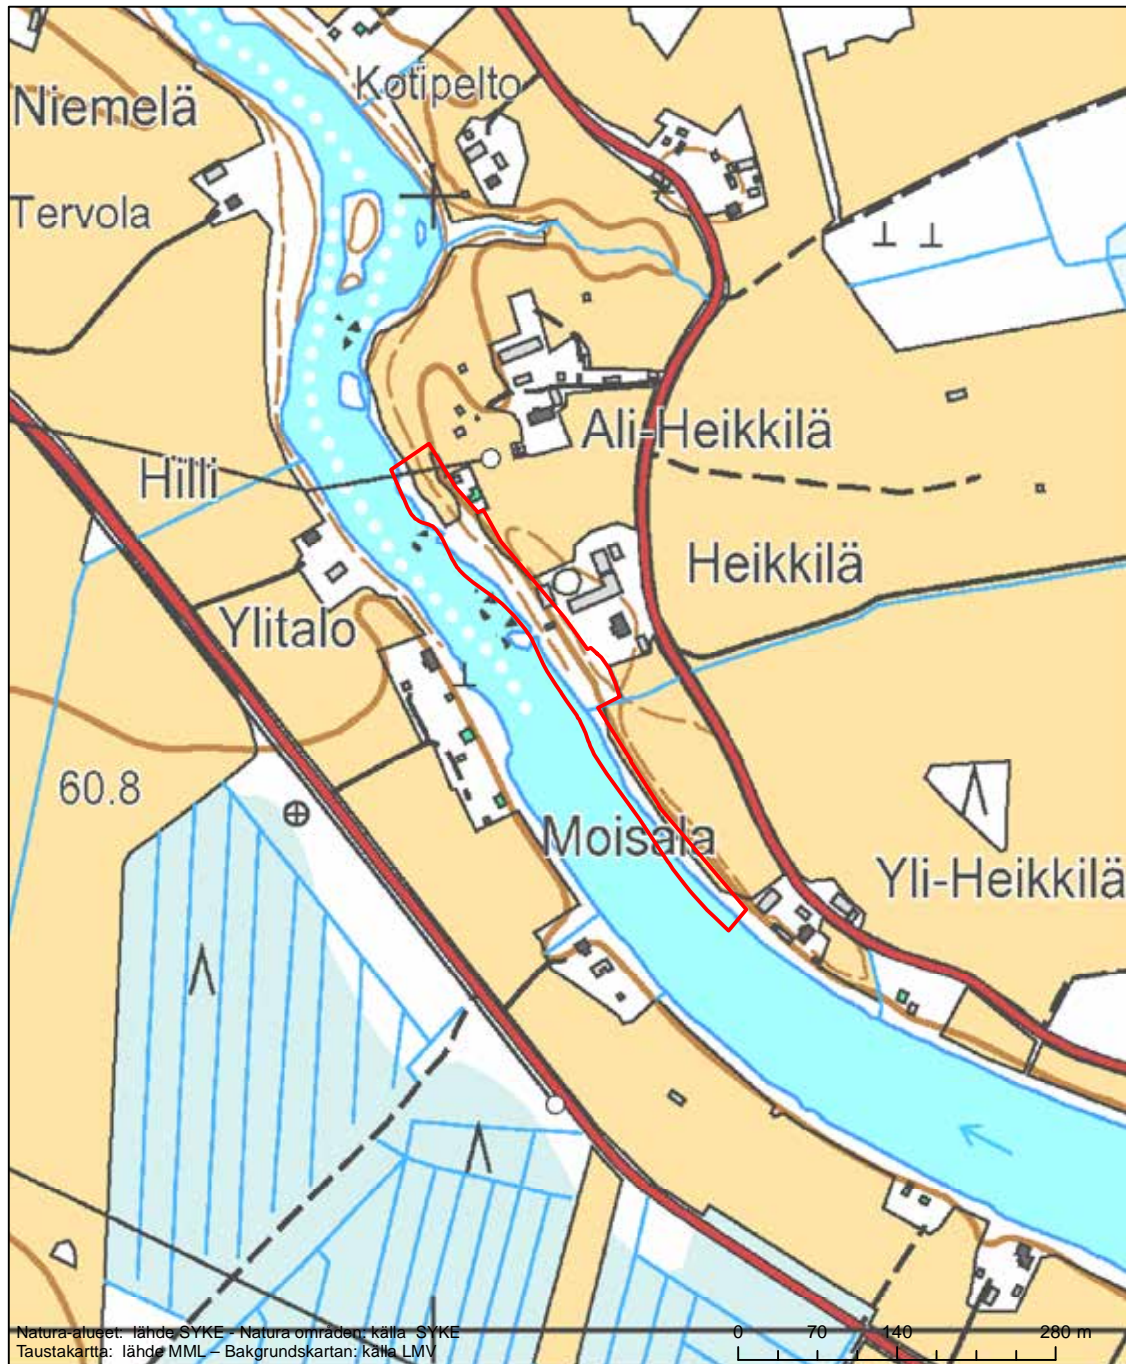 Kotipelto
Niemelä
Tervola
Ali-Heikkilä
Hilli
Heikkilä
Ylitalo
60.8
Moisala
Yli-Heikkilä
Natura-alueet: lähde SYKE - Natura områden: källa SYKE
Taustakartta: lähde MML – Bakgrundskartan: källa LMV
0 70 140 280 m